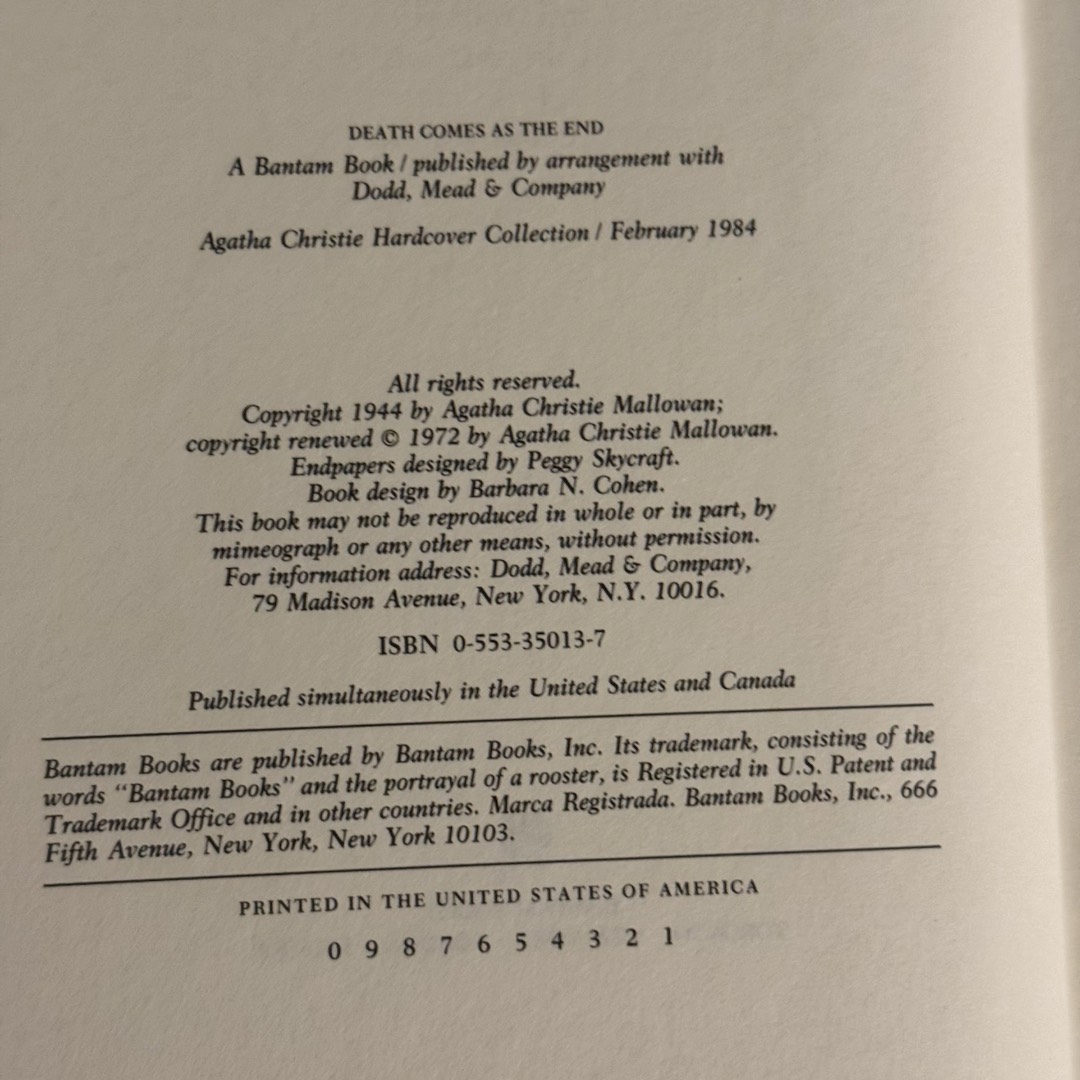 DEATH COMES AS THE END
A Bantam Book / published by arrangement with
Dodd, Mead & Company
Agatha Christie Hardcover Collection / February 1984
All rights reserved.
Copyright 1944 by Agatha Christie Mallowan;
copyright renewed © 1972 by Agatha Christie Mallowan.
Endpapers designed by Peggy Skycraft.
Book design by Barbara N. Cohen.
This book may not be reproduced in whole or in part, by
mimeograph or any other means, without permission.
For information address: Dodd, Mead & Company,
79 Madison Avenue, New York, N.Y. 10016.
ISBN 0-553-35013-7
Published simultaneously in the United States and Canada
Bantam Books are published by Bantam Books, Inc. Its trademark, consisting of the
words "Bantam Books" and the portrayal of a rooster, is Registered in U.S. Patent and
Trademark Office and in other countries. Marca Registrada. Bantam Books, Inc., 666
Fifth Avenue, New York, New York 10103.
PRINTED IN THE UNITED STATES OF AMERICA
0 9 8 7 6 5 4 3 2 1